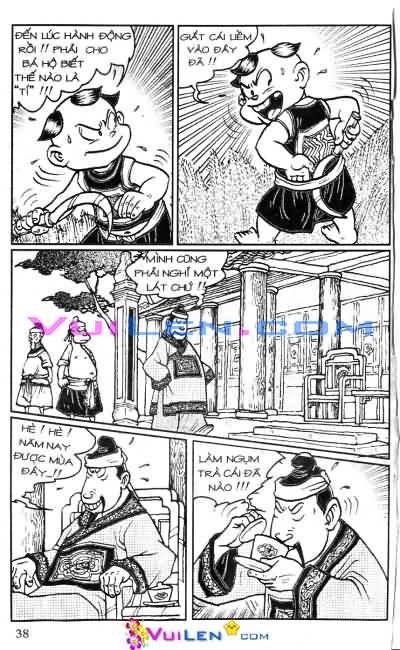 ĐẾN LÚC HÀNH ĐỘNG
RỒI !! PHẢI CHO
BÁ HỘ BIẾT
THẾ NÀO LÀ
"TÍ" !!!
GIẮT CÁI LIỀM
VÀO ĐÂY
ĐÃ !!
MÌNH CŨNG
PHẢI NGHỈ MỘT
LÁT CHỨ !!
VUILEN.COM
HÈ ! HÈ !
NĂM NAY
ĐƯỢC MÙA
ĐÂY...!!
LÀM NGỤM
TRÀ CÁI ĐÃ
NÀO !!!
38
VUILEN.COM